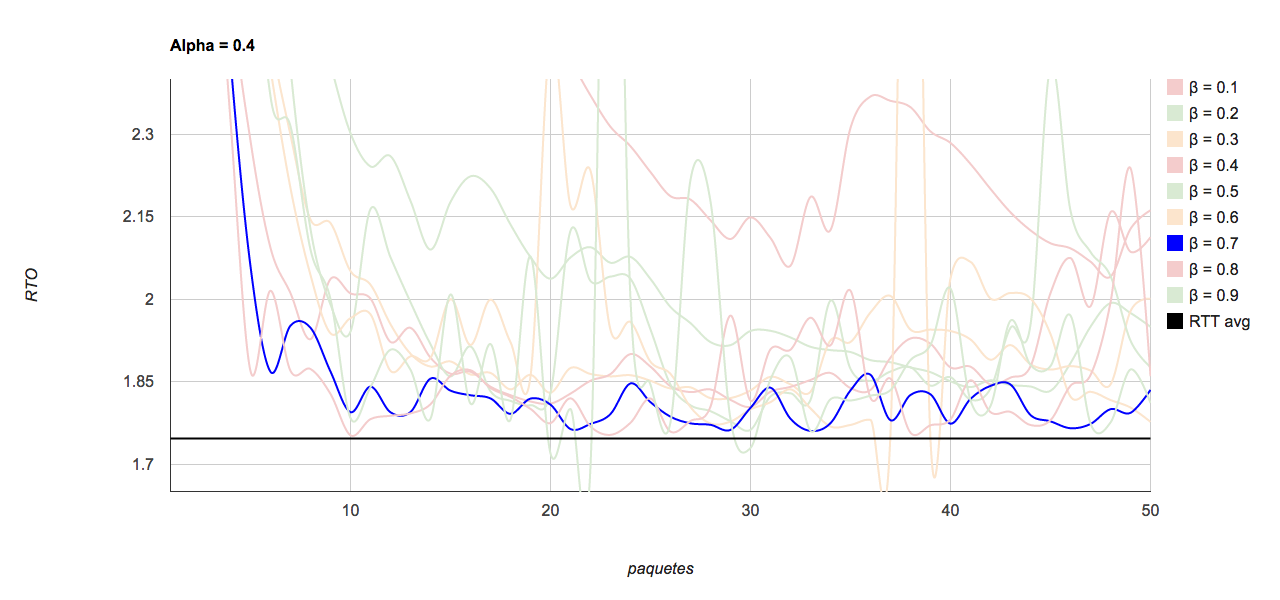 Alpha = 0.4
RTO
2.3
2.15
2
1.85
1.7
10 20 30 40 50
paquetes
β = 0.1
β = 0.2
β = 0.3
β = 0.4
β = 0.5
β = 0.6
β = 0.7
β = 0.8
β = 0.9
RTT avg